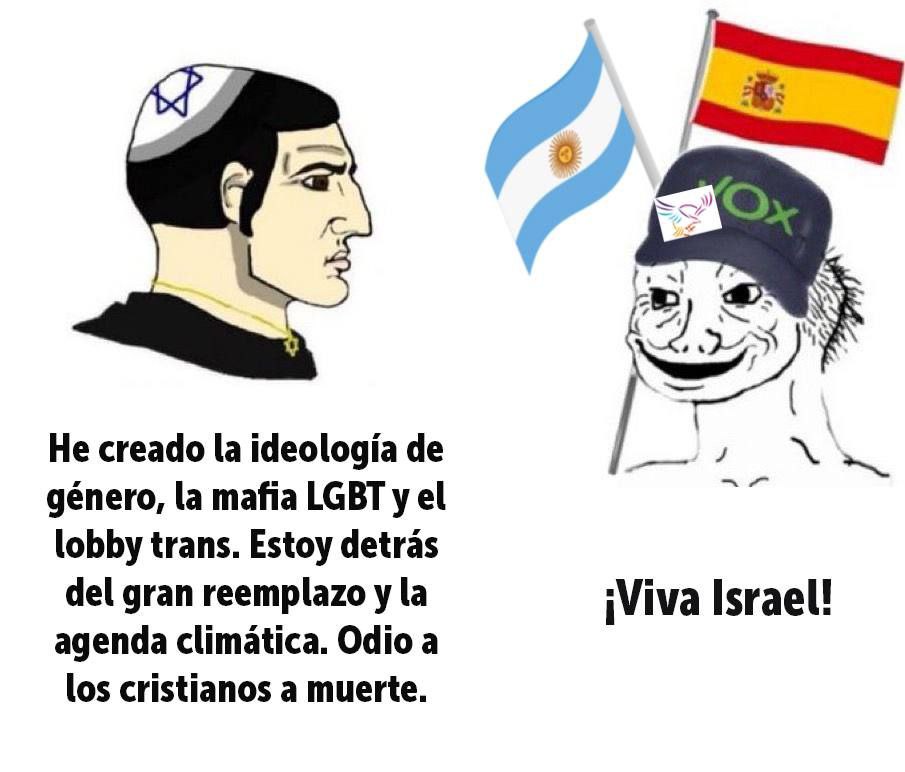 VOX
He creado la ideología de
género, la mafia LGBT y el
lobby trans. Estoy detrás
del gran reemplazo y la
agenda climática. Odio a
los cristianos a muerte.
¡Viva Israel!